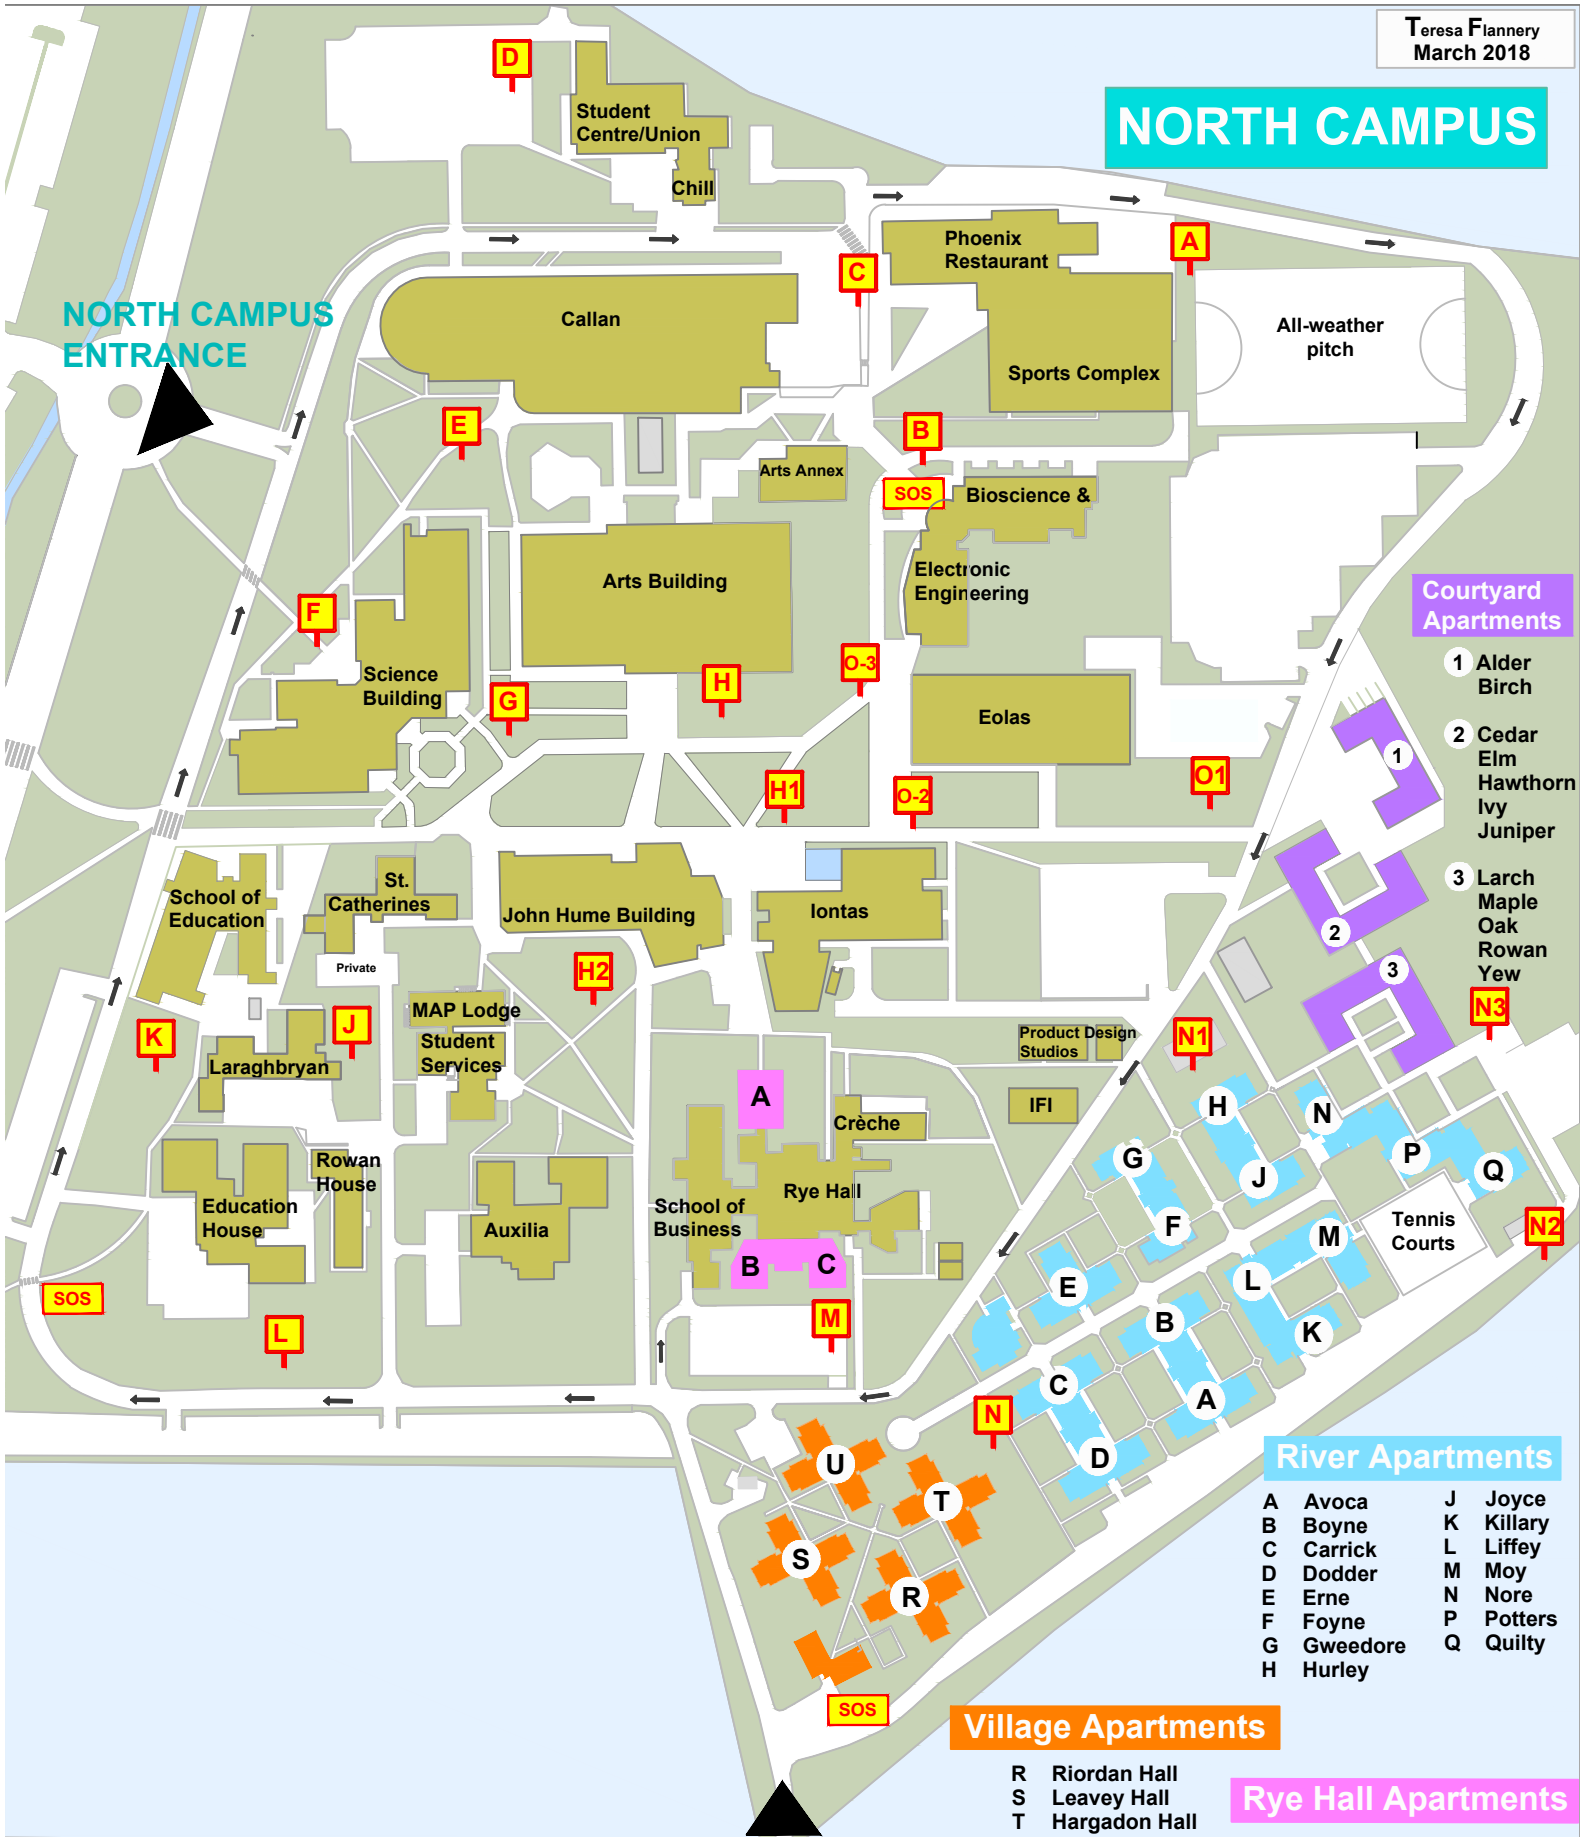 Teresa Flannery
March 2018
NORTH CAMPUS
D
Student
Centre/Union
Chill
Phoenix
Restaurant
A
C
NORTH CAMPUS
ENTRANCE
Callan
All-weather
pitch
Sports Complex
E
B
Arts Annex
SOS
Bioscience &
Electronic
Engineering
Arts Building
F
Courtyard
Apartments
1 Alder
Birch
2 Cedar
Elm
Hawthorn
Ivy
Juniper
3 Larch
Maple
Oak
Rowan
Yew
Science
Building
O-3
H
G
Eolas
1
H1
O-2
O1
School of
Education
St.
Catherines
John Hume Building
Iontas
2
3
Private
H2
N3
MAP Lodge
K
J
Student
Services
Laraghbryan
Product Design
Studios
N1
A
IFI
H
N
Crèche
G
P
J
Q
Rowan
House
Rye Hall
Education
House
Auxilia
School of
Business
F
M
Tennis
Courts
N2
B
C
E
L
SOS
L
M
B
K
C
A
N
D
U
T
S
R
River Apartments
A Avoca
B Boyne
C Carrick
D Dodder
E Erne
F Foyne
G Gweedore
H Hurley
J Joyce
K Killary
L Liffey
M Moy
N Nore
P Potters
Q Quilty
SOS
Village Apartments
R Riordan Hall
S Leavey Hall
T Hargadon Hall
Rye Hall Apartments